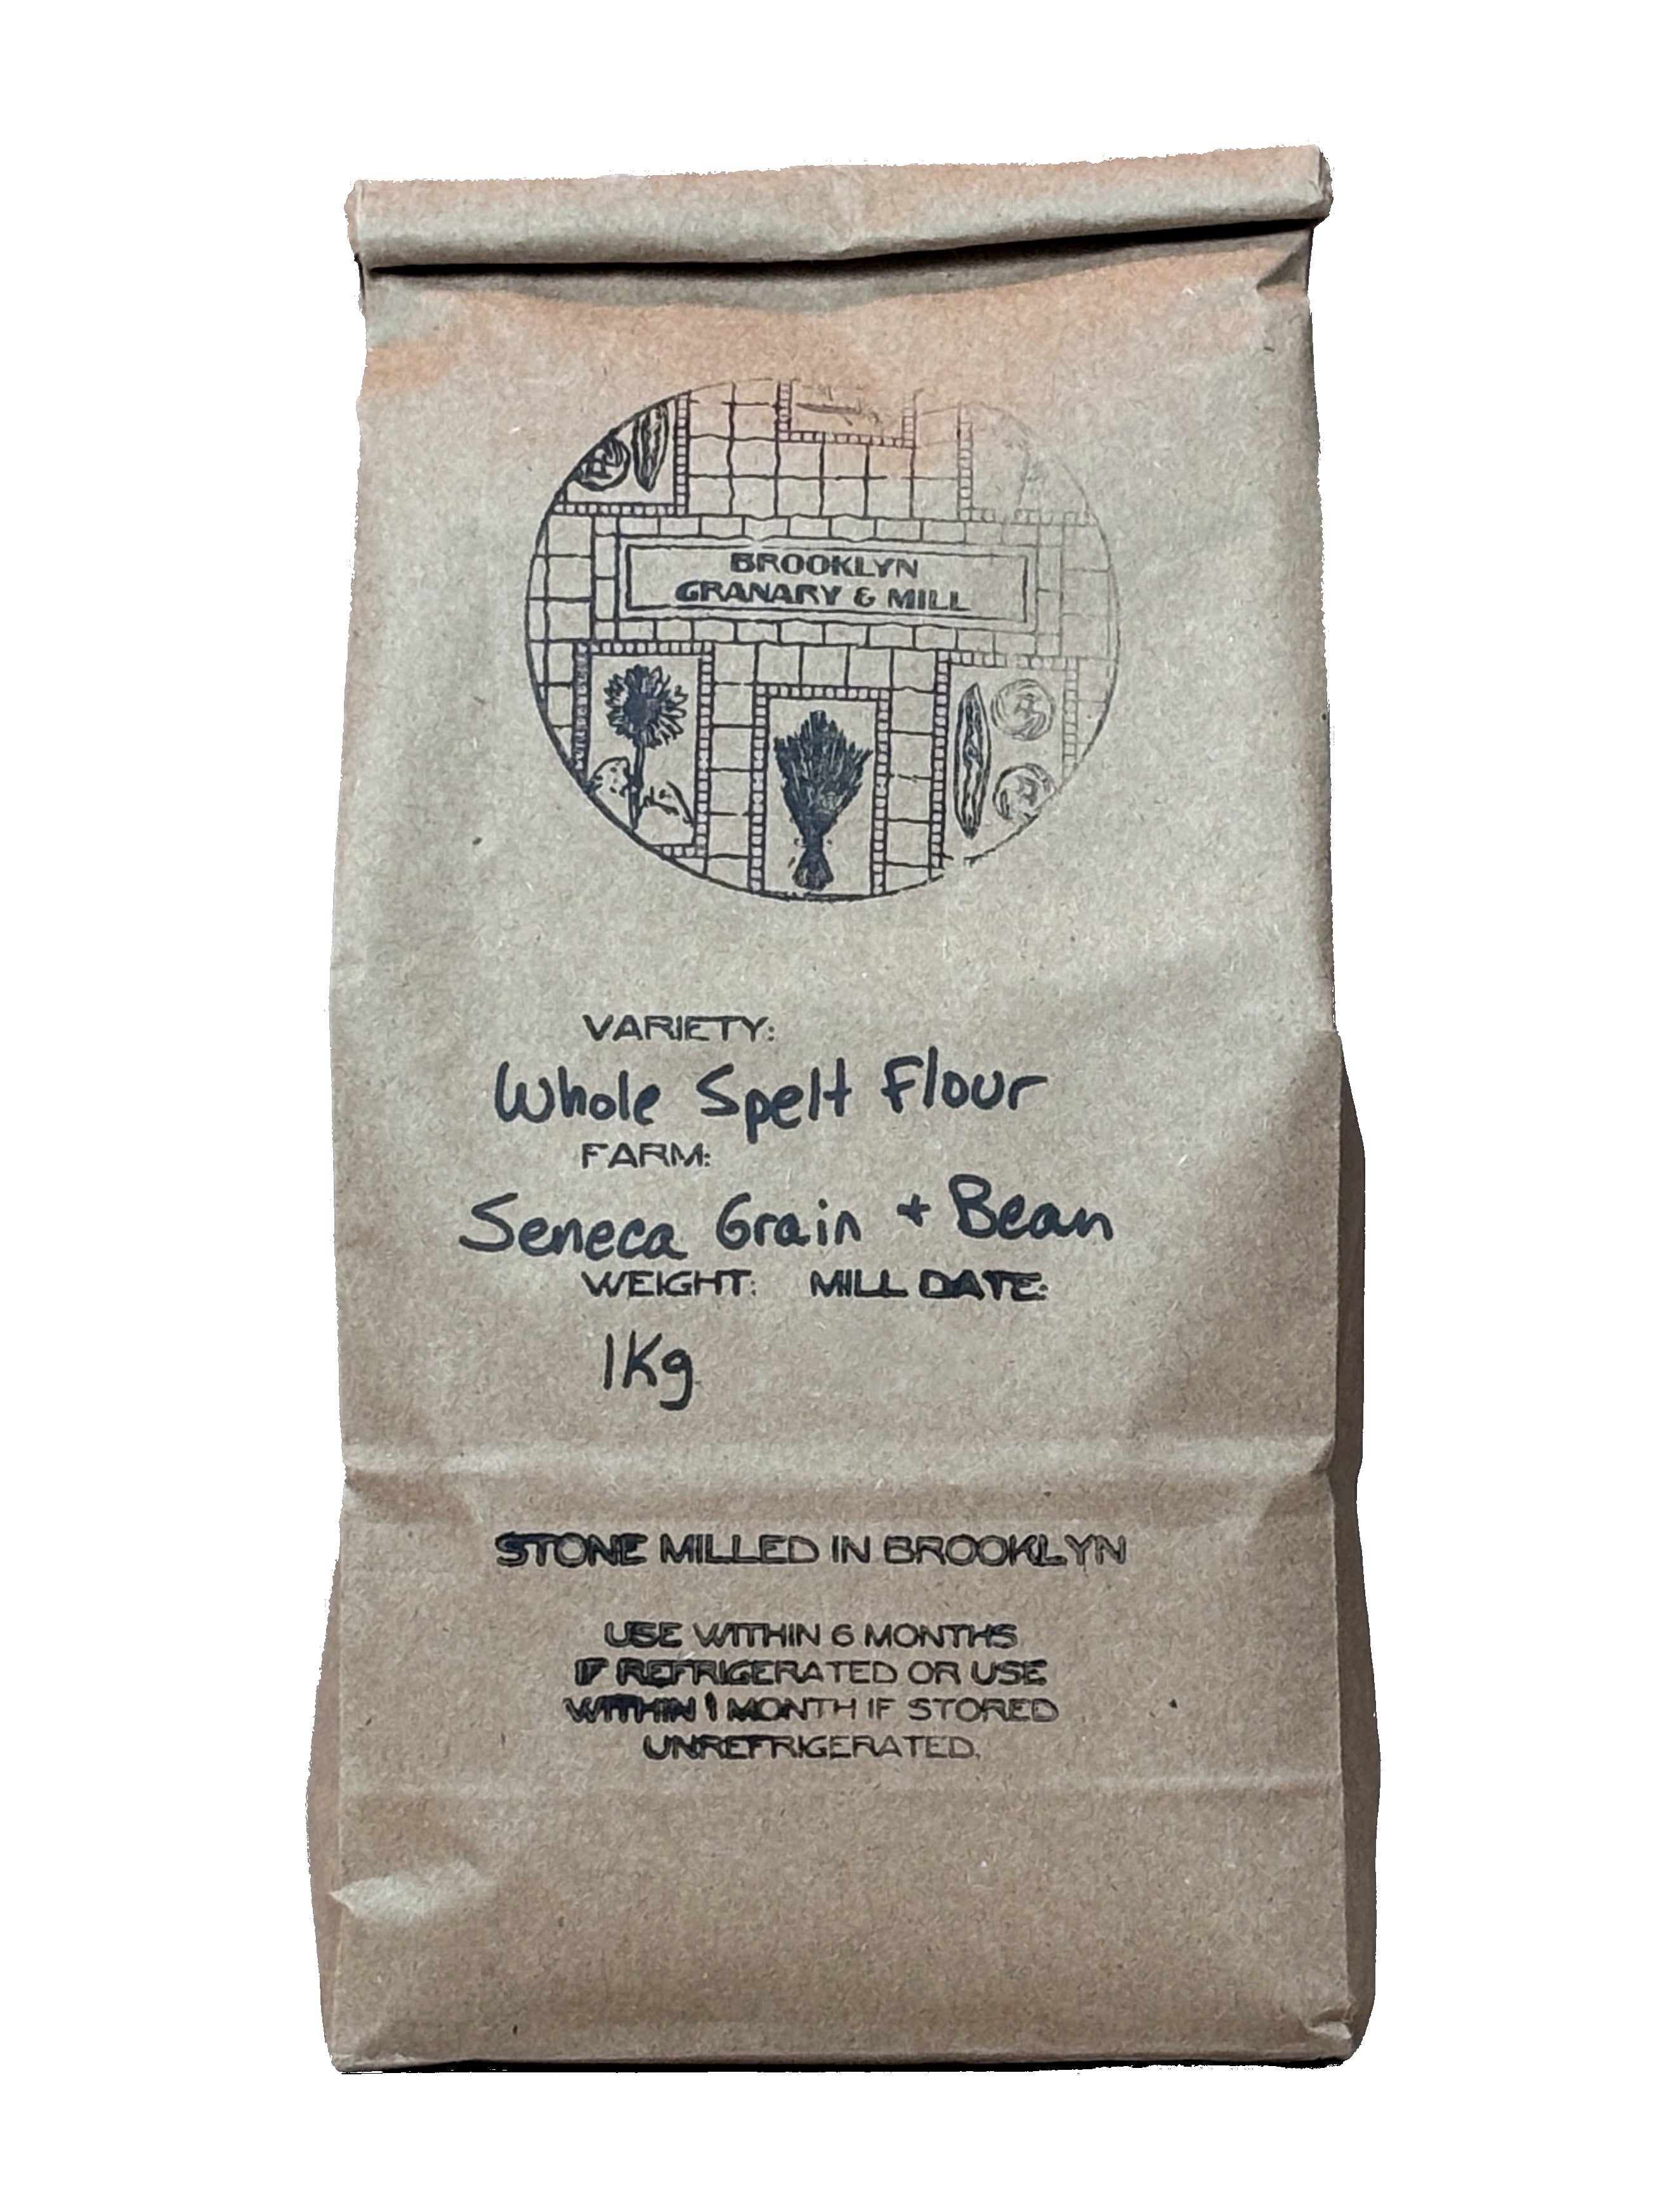 BROOKLYN
GRANARY & MILL
VARIETY:
Whole Spelt Flour
FARM:
Seneca Grain + Bean
WEIGHT: MILL DATE:
1Kg
STONE MILLED IN BROOKLYN
USE WITHIN 6 MONTHS
IF REFRIGERATED OR USE
WITHIN 1 MONTH IF STORED
UNREFRIGERATED.